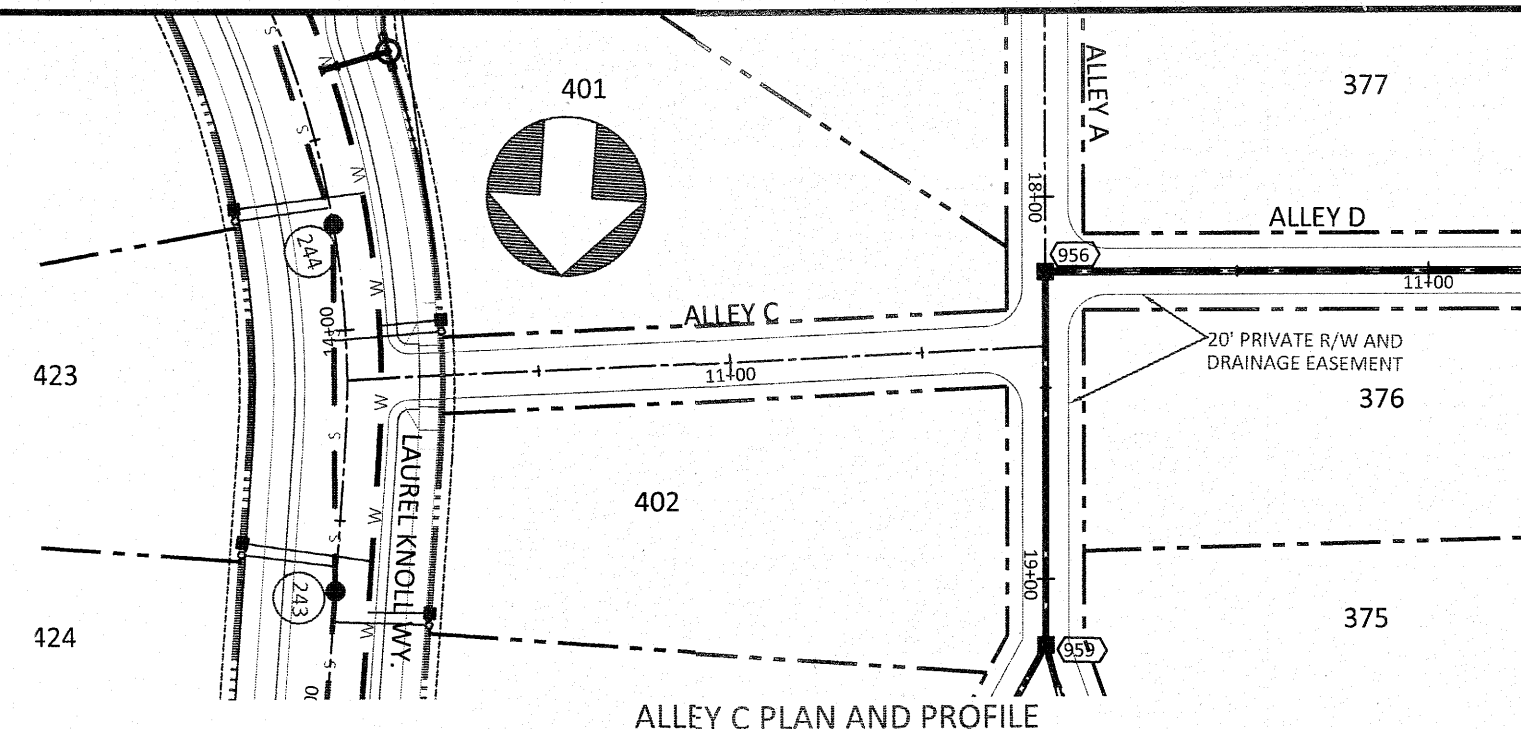 401
ALLEY A
377
18+00
ALLEY D
956
11+00
244
S
S
W
W
W
14+00
ALLEY C
11+00
20' PRIVATE R/W AND
DRAINAGE EASEMENT
423
376
W
S
LAUREL KNOLL WY.
402
W
S
19+00
243
424
W
375
959
S
ALLEY C PLAN AND PROFILE